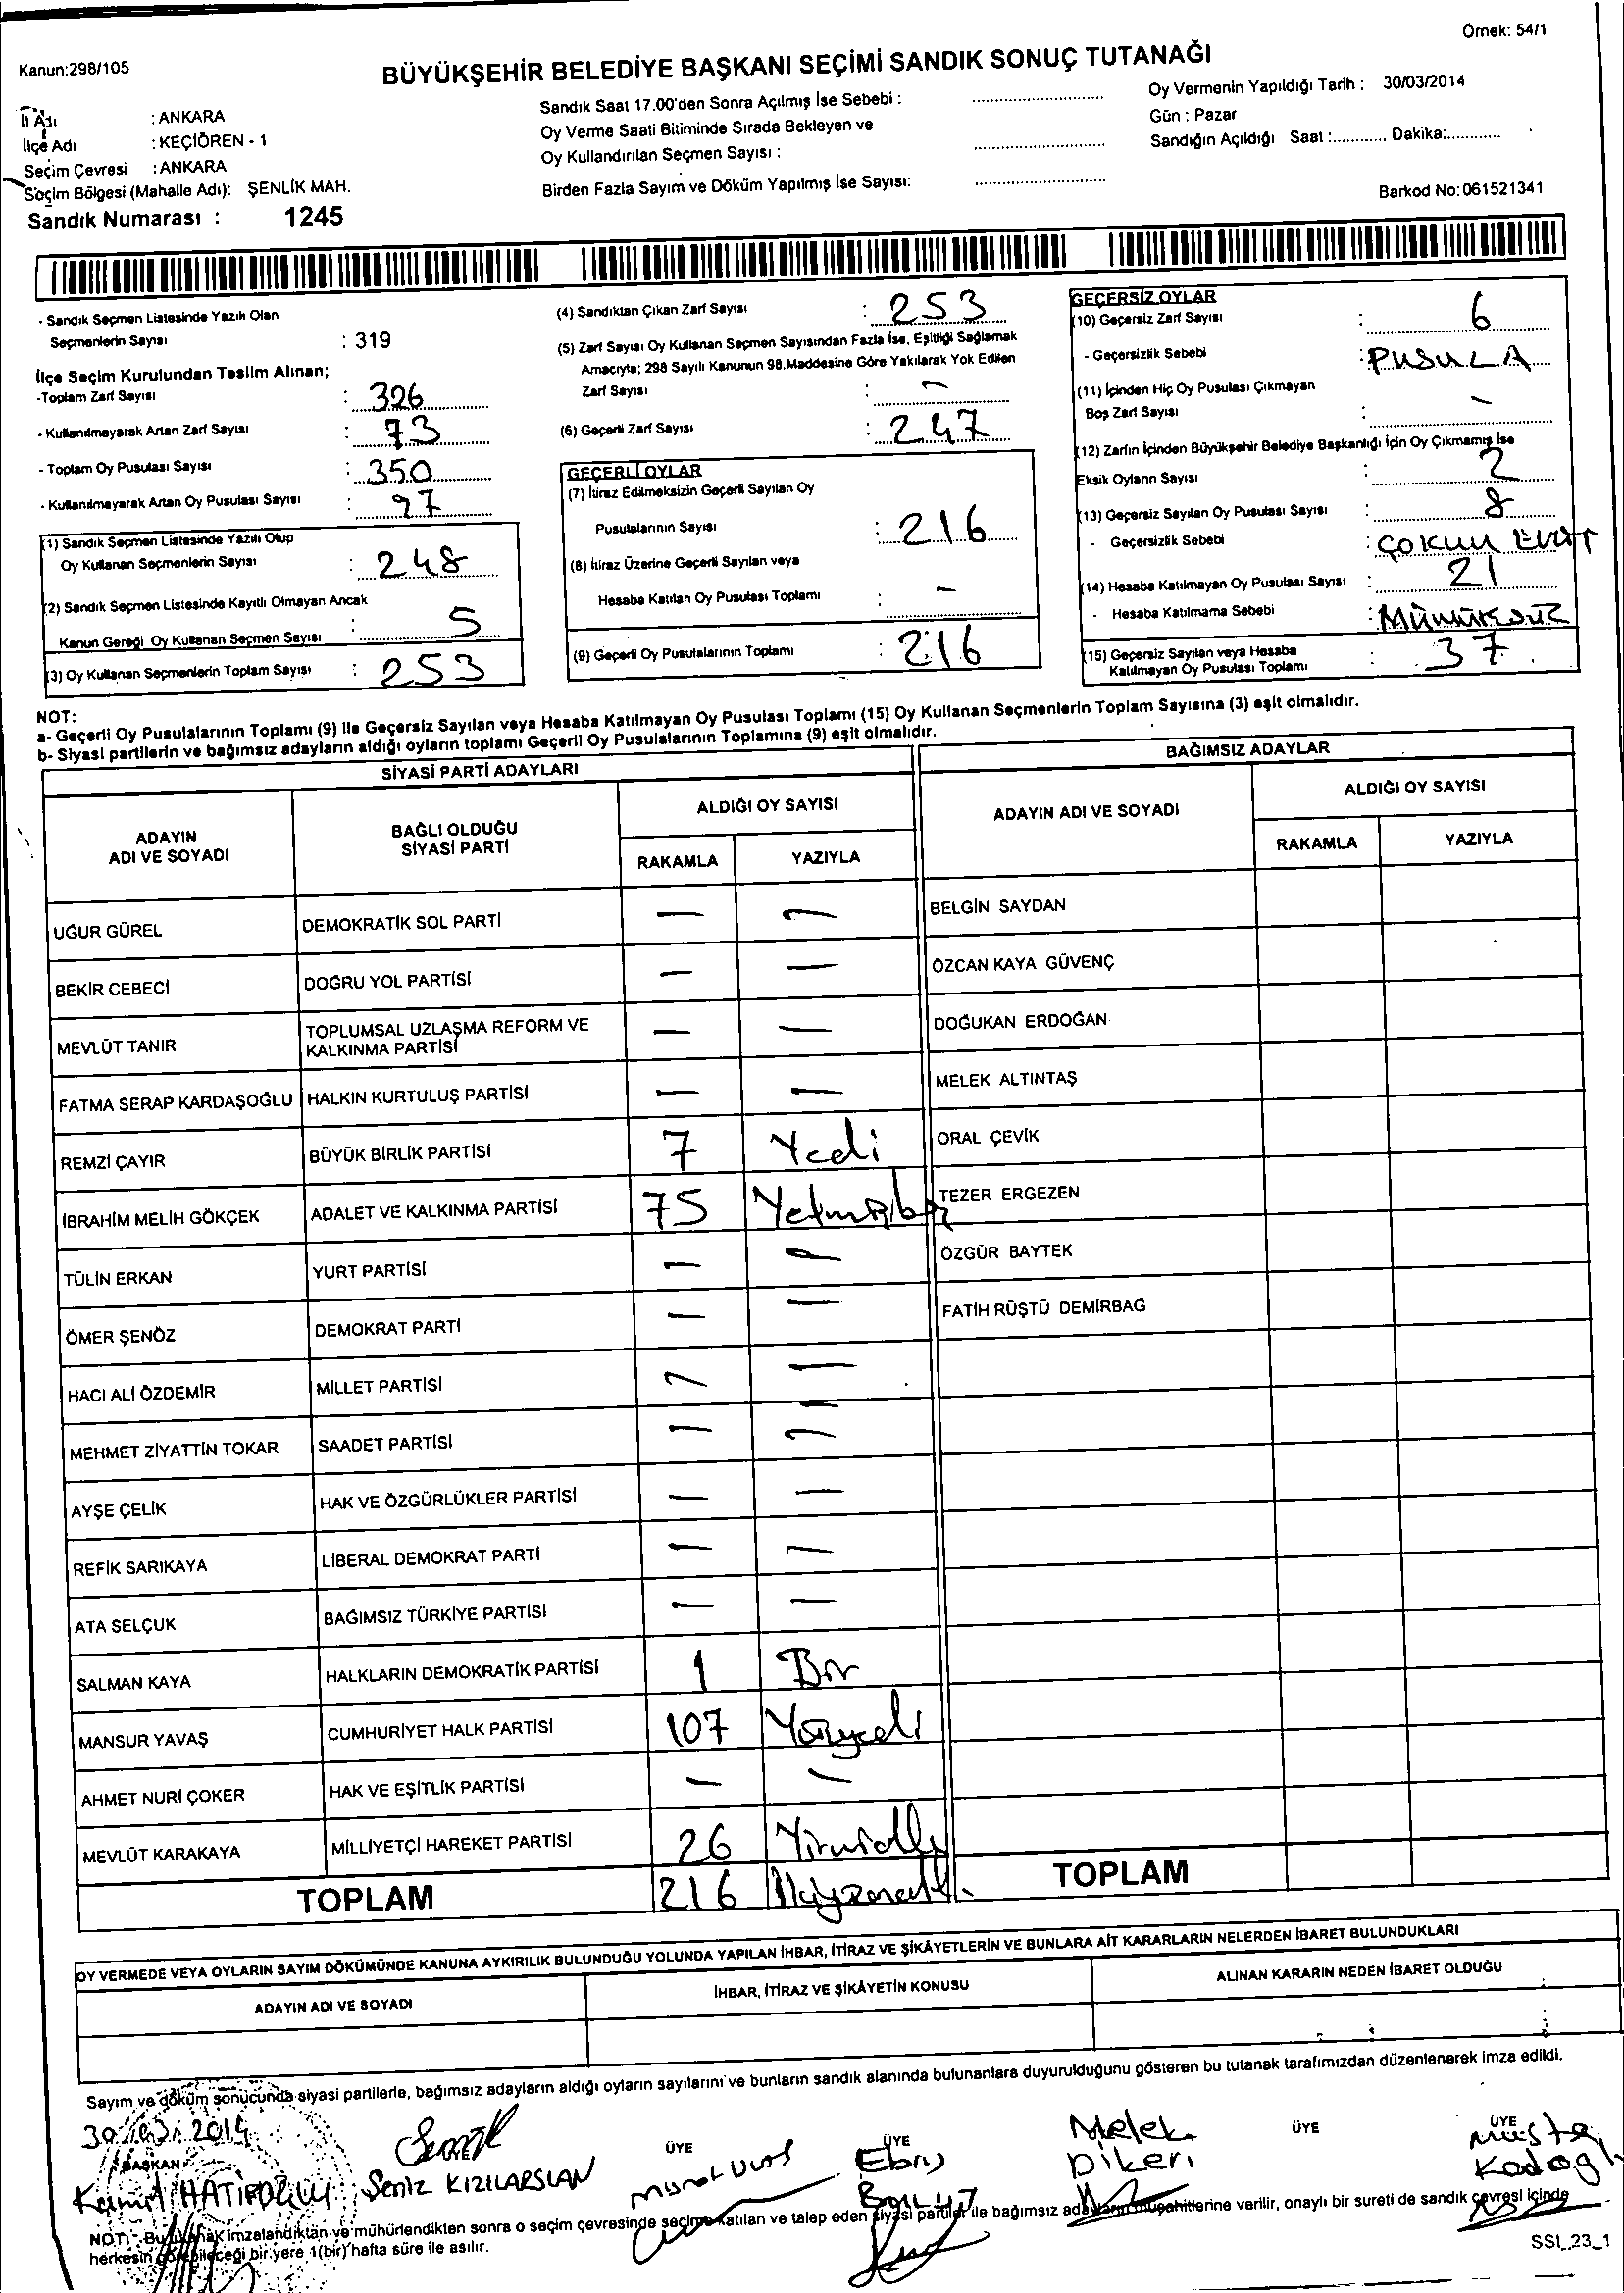 Örnek: 54/1
Kanun;298/105
BÜYÜKŞEHİR BELEDİYE BAŞKANI SEÇİMİ SANDIK SONUÇ TUTANAĞI
İl Adı : ANKARA
İlçe Adı : KEÇİÖREN - 1
Seçim Çevresi : ANKARA
Seçim Bölgesi (Mahalle Adı): ŞENLİK MAH.
Sandık Numarası : 1245
Sandık Saat 17.00'den Sonra Açılmış İse Sebebi :
Oy Verme Saati Bitiminde Sırada Bekleyen ve
Oy Kullandırılan Seçmen Sayısı :
Birden Fazla Sayım ve Döküm Yapılmış İse Sayısı:
Oy Vermenin Yapıldığı Tarih : 30/03/2014
Gün : Pazar
Sandığın Açıldığı Saat :............ Dakika:............
Barkod No: 061521341
- Sandık Seçmen Listesinde Yazılı Olan
Seçmenlerin Sayısı : 319
İlçe Seçim Kurulundan Teslim Alınan;
-Toplam Zarf Sayısı : 326
- Kullanılmayarak Artan Zarf Sayısı : 73
- Toplam Oy Pusulası Sayısı : 350
- Kullanılmayarak Artan Oy Pusulası Sayısı : 97
(1) Sandık Seçmen Listesinde Yazılı Olup
Oy Kullanan Seçmenlerin Sayısı : 248
(2) Sandık Seçmen Listesinde Kayıtlı Olmayan Ancak
Kanun Gereği Oy Kullanan Seçmen Sayısı : 5
(3) Oy Kullanan Seçmenlerin Toplam Sayısı : 253
(4) Sandıktan Çıkan Zarf Sayısı : 253
(5) Zarf Sayısı Oy Kullanan Seçmen Sayısından Fazla İse, Eşitliği Sağlamak
Amacıyla; 298 Sayılı Kanunun 98.Maddesine Göre Yakılarak Yok Edilen
Zarf Sayısı : -
(6) Geçerli Zarf Sayısı : 247
GEÇERLİ OYLAR
(7) İtiraz Edilmeksizin Geçerli Sayılan Oy
Pusulalarının Sayısı : 216
(8) İtiraz Üzerine Geçerli Sayılan veya
Hesaba Katılan Oy Pusulası Toplamı : -
(9) Geçerli Oy Pusulalarının Toplamı : 216
GEÇERSİZ OYLAR
(10) Geçersiz Zarf Sayısı : 6
- Geçersizlik Sebebi : PUSULA
(11) İçinden Hiç Oy Pusulası Çıkmayan
Boş Zarf Sayısı : -
(12) Zarfın İçinden Büyükşehir Belediye Başkanlığı İçin Oy Çıkmamış İse
Eksik Oyların Sayısı 2
(13) Geçersiz Sayılan Oy Pusulası Sayısı : 8
- Geçersizlik Sebebi : ÇOKLU EVET
(14) Hesaba Katılmayan Oy Pusulası Sayısı : 21
- Hesaba Katılmama Sebebi : MÜHÜRSÜZ
(15) Geçersiz Sayılan veya Hesaba
Katılmayan Oy Pusulası Toplamı : 37
NOT:
a- Geçerli Oy Pusulalarının Toplamı (9) ile Geçersiz Sayılan veya Hesaba Katılmayan Oy Pusulası Toplamı (15) Oy Kullanan Seçmenlerin Toplam Sayısına (3) eşit olmalıdır.
b- Siyasi partilerin ve bağımsız adayların aldığı oyların toplamı Geçerli Oy Pusulalarının Toplamına (9) eşit olmalıdır.
SİYASİ PARTİ ADAYLARI
ADAYIN ADI VE SOYADI BAĞLI OLDUĞU SİYASİ PARTİ ALDIĞI OY SAYISI
RAKAMLA YAZIYLA
UĞUR GÜREL DEMOKRATİK SOL PARTİ — —
BEKİR CEBECİ DOĞRU YOL PARTİSİ — —
MEVLÜT TANIR TOPLUMSAL UZLAŞMA REFORM VE KALKINMA PARTİSİ — —
FATMA SERAP KARDAŞOĞLU HALKIN KURTULUŞ PARTİSİ — —
REMZİ ÇAYIR BÜYÜK BİRLİK PARTİSİ 7 Yedi
İBRAHİM MELİH GÖKÇEK ADALET VE KALKINMA PARTİSİ 75 Yetmişbeş
TÜLİN ERKAN YURT PARTİSİ — —
ÖMER ŞENÖZ DEMOKRAT PARTİ — —
HACI ALİ ÖZDEMİR MİLLET PARTİSİ — —
MEHMET ZİYATTİN TOKAR SAADET PARTİSİ — —
AYŞE ÇELİK HAK VE ÖZGÜRLÜKLER PARTİSİ — —
REFİK SARIKAYA LİBERAL DEMOKRAT PARTİ — —
ATA SELÇUK BAĞIMSIZ TÜRKİYE PARTİSİ — —
SALMAN KAYA HALKLARIN DEMOKRATİK PARTİSİ 1 Bir
MANSUR YAVAŞ CUMHURİYET HALK PARTİSİ 107 Yüzyedi
AHMET NURİ ÇOKER HAK VE EŞİTLİK PARTİSİ — —
MEVLÜT KARAKAYA MİLLİYETÇİ HAREKET PARTİSİ 26 Yirmialtı
TOPLAM 216 İkiyüzonaltı
BAĞIMSIZ ADAYLAR
ADAYIN ADI VE SOYADI ALDIĞI OY SAYISI
RAKAMLA YAZIYLA
BELGİN SAYDAN
ÖZCAN KAYA GÜVENÇ
DOĞUKAN ERDOĞAN
MELEK ALTINTAŞ
ORAL ÇEVİK
TEZER ERGEZEN
ÖZGÜR BAYTEK
FATİH RÜŞTÜ DEMİRBAĞ
TOPLAM
OY VERMEDE VEYA OYLARIN SAYIM DÖKÜMÜNDE KANUNA AYKIRILIK BULUNDUĞU YOLUNDA YAPILAN İHBAR, İTİRAZ VE ŞİKÂYETLERİN VE BUNLARA AİT KARARLARIN NELERDEN İBARET BULUNDUKLARI
ADAYIN ADI VE SOYADI İHBAR, İTİRAZ VE ŞİKÂYETİN KONUSU ALINAN KARARIN NEDEN İBARET OLDUĞU
Sayım ve döküm sonucunda siyasi partilerle, bağımsız adayların aldığı oyların sayılarını ve bunların sandık alanında bulunanlara duyurulduğunu gösteren bu tutanak tarafımızdan düzenlenerek imza edildi.
30/03/2014
BAŞKAN
Seniz KIZILARSLAN
ÜYE
Murat
ÜYE
Ebru
Melek
Dikeri
ÜYE
ÜYE
NOT: Bu tutanak imzalandıktan ve mühürlendikten sonra o seçim çevresinde seçime katılan ve talep eden siyasi partiler ile bağımsız adayların müşahitlerine verilir, onaylı bir sureti de sandık çevresi içinde
herkesin görebileceği bir yere 1(bir) hafta süre ile asılır.
SSL_23_1